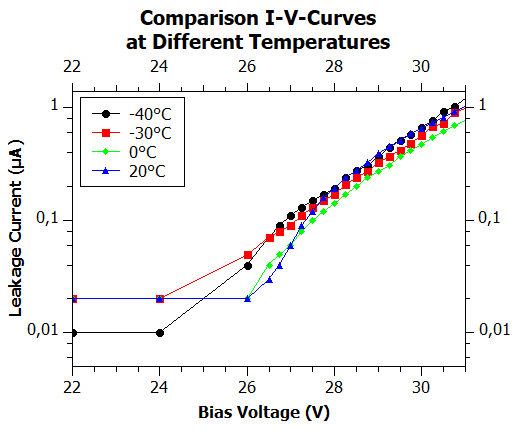 Comparison I-V-Curves
at Different Temperatures
22 24 26 28 30
1 1
0,1 0,1
0,01 0,01
-40°C
-30°C
0°C
20°C
Leakage Current (µA)
22 24 26 28 30
Bias Voltage (V)